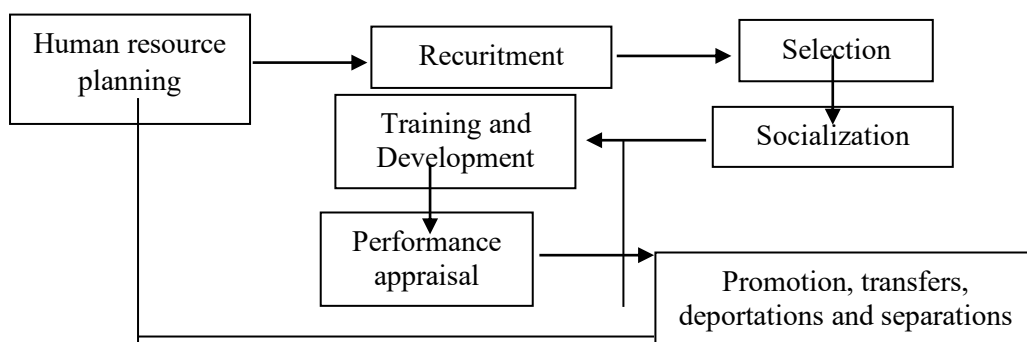 Human resource
planning
Recuritment
Selection
Training and
Development
Socialization
Performance
appraisal
Promotion, transfers,
deportations and separations